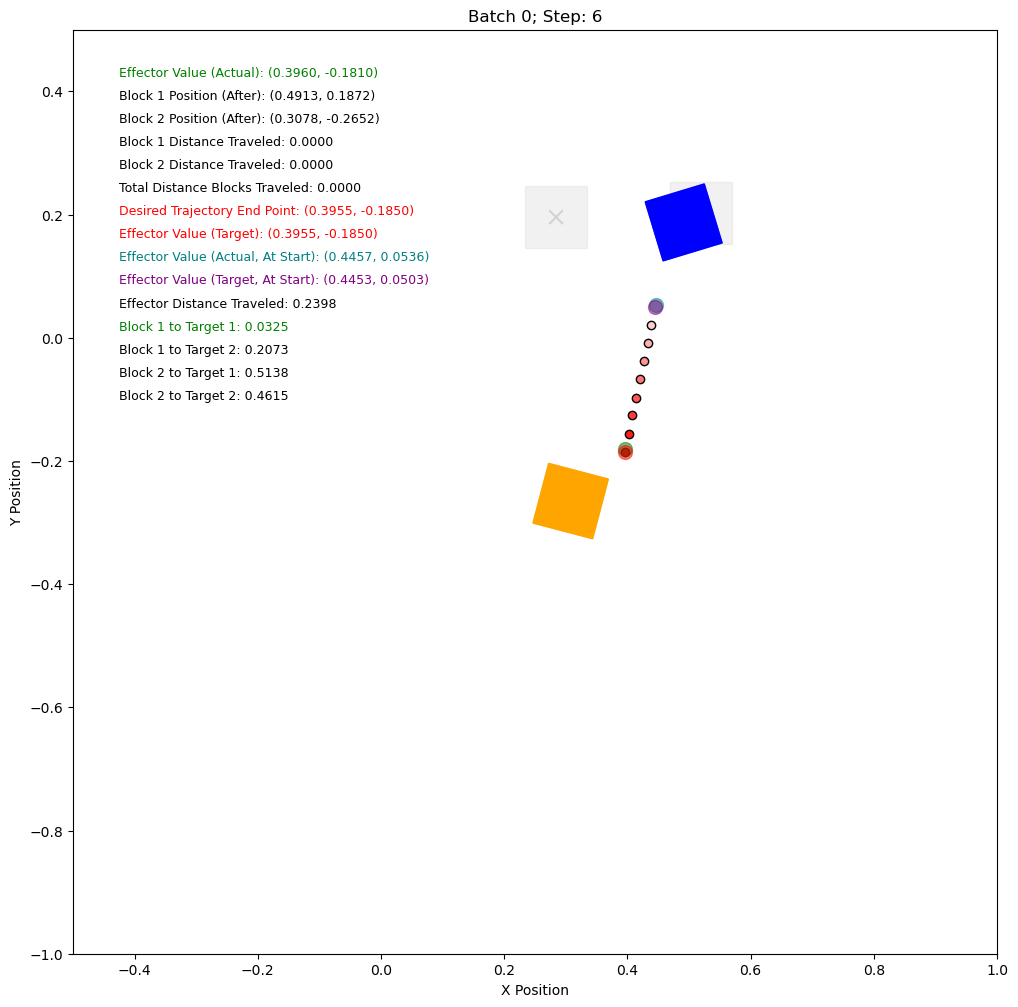 Batch 0; Step: 6
Effector Value (Actual): (0.3960, -0.1810)
Block 1 Position (After): (0.4913, 0.1872)
Block 2 Position (After): (0.3078, -0.2652)
Block 1 Distance Traveled: 0.0000
Block 2 Distance Traveled: 0.0000
Total Distance Blocks Traveled: 0.0000
Desired Trajectory End Point: (0.3955, -0.1850)
Effector Value (Target): (0.3955, -0.1850)
Effector Value (Actual, At Start): (0.4457, 0.0536)
Effector Value (Target, At Start): (0.4453, 0.0503)
Effector Distance Traveled: 0.2398
Block 1 to Target 1: 0.0325
Block 1 to Target 2: 0.2073
Block 2 to Target 1: 0.5138
Block 2 to Target 2: 0.4615
Y Position
0.4
0.2
0.0
−0.2
−0.4
−0.6
−0.8
−1.0
−0.4
−0.2
0.0
0.2
0.4
0.6
0.8
1.0
X Position